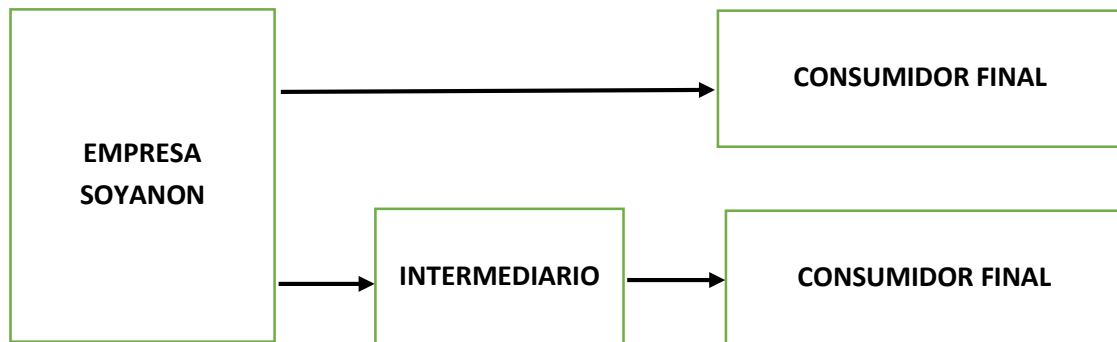 EMPRESA
SOYANON
CONSUMIDOR FINAL
INTERMEDIARIO
CONSUMIDOR FINAL